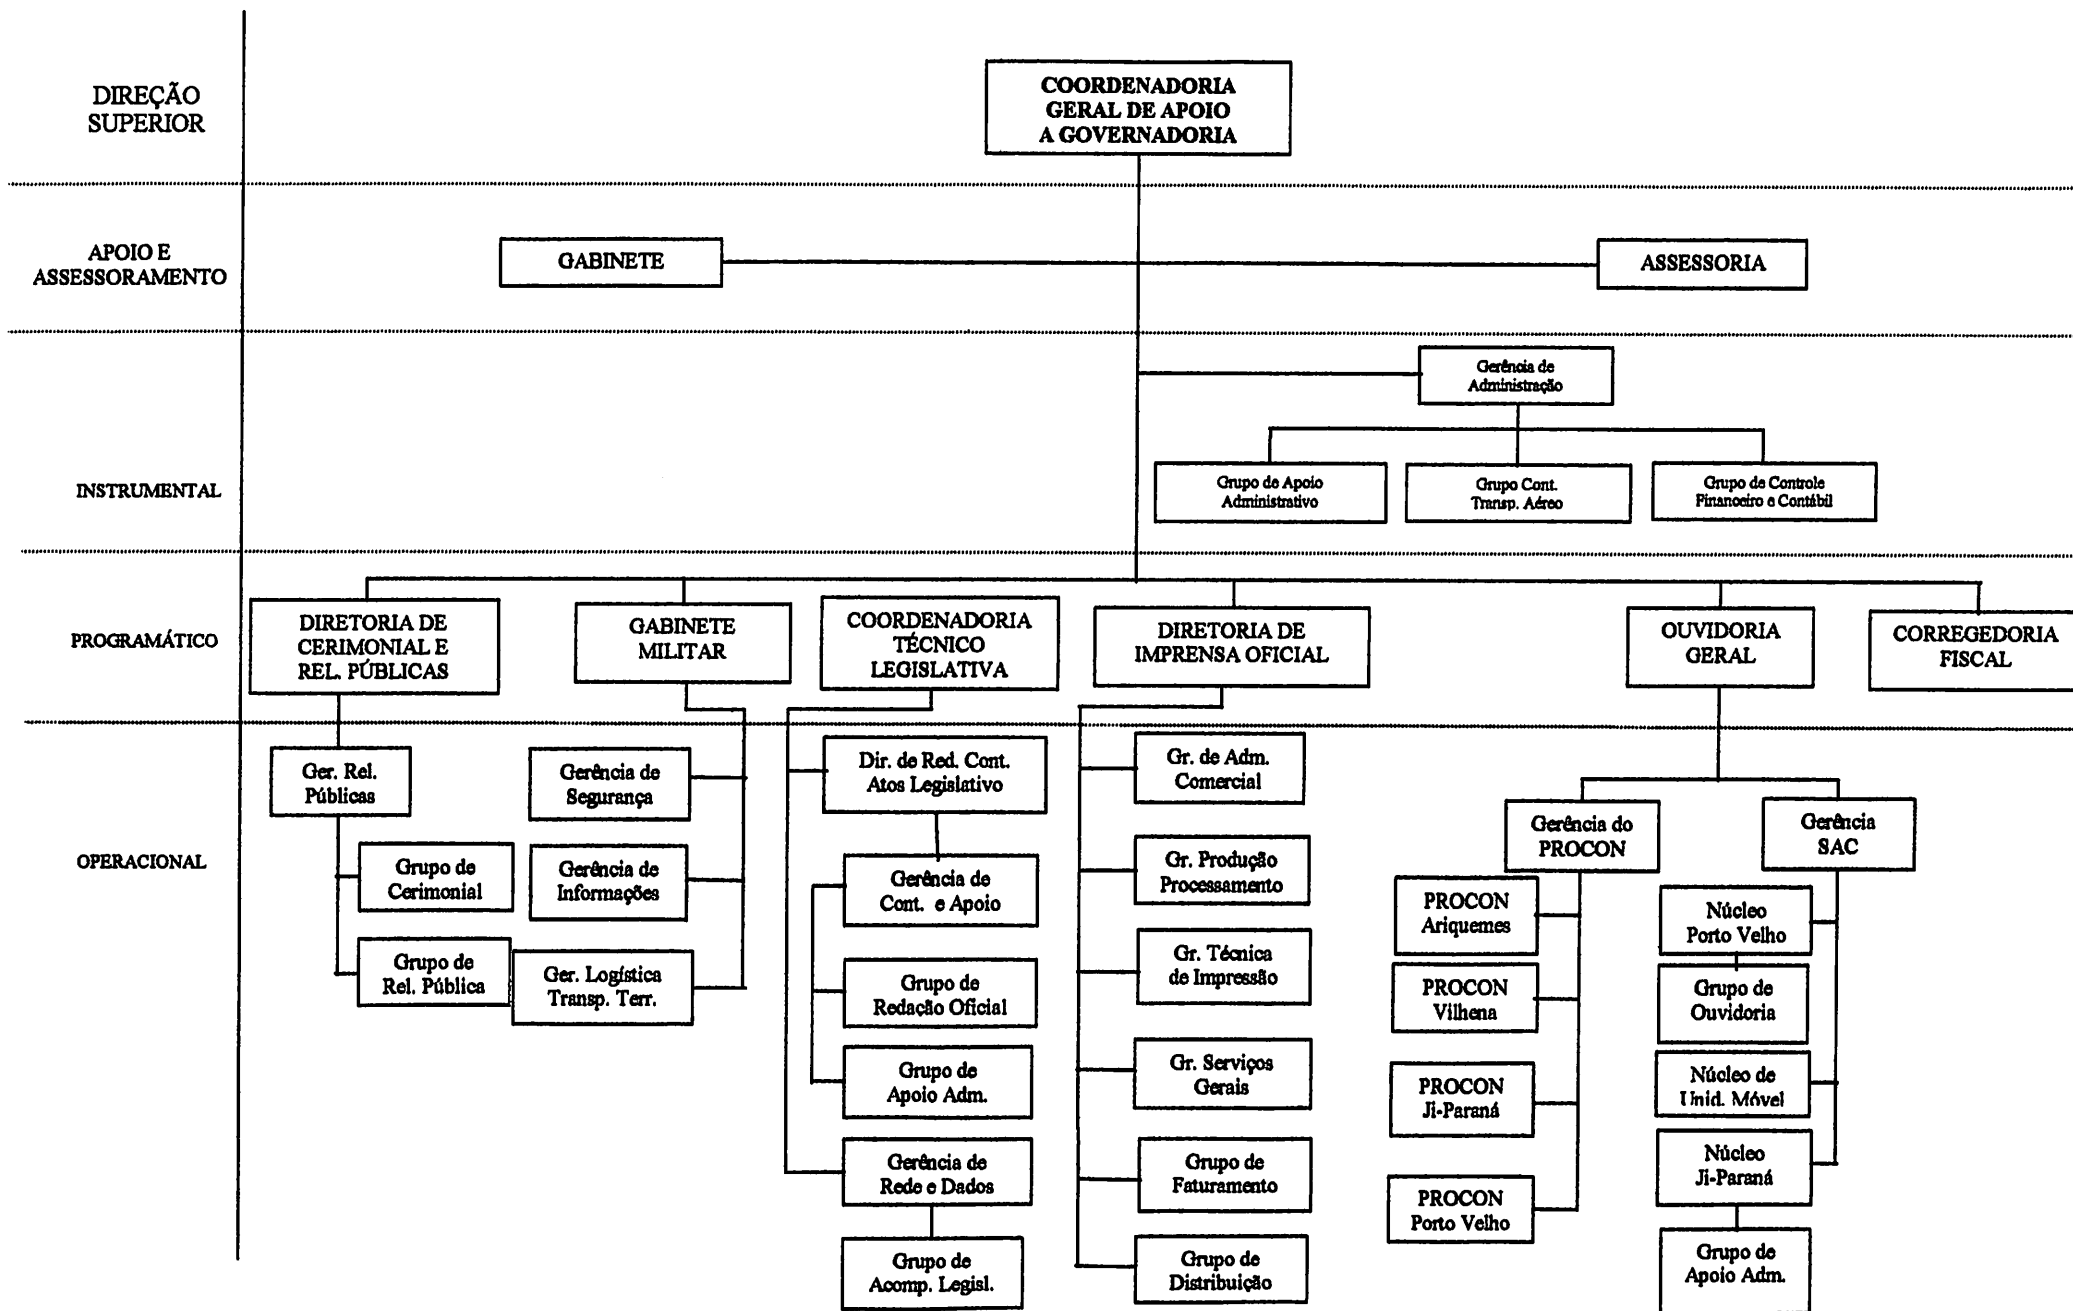 DIREÇÃO
SUPERIOR
COORDENADORIA
GERAL DE APOIO
A GOVERNADORIA
APOIO E
ASSESSORAMENTO
GABINETE
ASSESSORIA
INSTRUMENTAL
Gerência de
Administração
Grupo de Apoio
Administrativo
Grupo Cont.
Transp. Aéreo
Grupo de Controle
Financeiro e Contábil
PROGRAMÁTICO
DIRETORIA DE
CERIMONIAL E
REL. PÚBLICAS
GABINETE
MILITAR
COORDENADORIA
TÉCNICO
LEGISLATIVA
DIRETORIA DE
IMPRENSA OFICIAL
OUVIDORIA
GERAL
CORREGEDORIA
FISCAL
OPERACIONAL
Ger. Rel.
Públicas
Grupo de
Cerimonial
Grupo de
Rel. Pública
Gerência de
Segurança
Gerência de
Informações
Ger. Logística
Transp. Terr.
Dir. de Red. Cont.
Atos Legislativo
Gerência de
Cont. e Apoio
Grupo de
Redação Oficial
Grupo de
Apoio Adm.
Gerência de
Rede e Dados
Grupo de
Acomp. Legisl.
Gr. de Adm.
Comercial
Gr. Produção
Processamento
Gr. Técnica
de Impressão
Gr. Serviços
Gerais
Grupo de
Faturamento
Grupo de
Distribuição
Gerência do
PROCON
PROCON
Ariquemes
PROCON
Vilhena
PROCON
Ji-Paraná
PROCON
Porto Velho
Gerência
SAC
Núcleo
Porto Velho
Grupo de
Ouvidoria
Núcleo de
Unid. Móvel
Núcleo
Ji-Paraná
Grupo de
Apoio Adm.